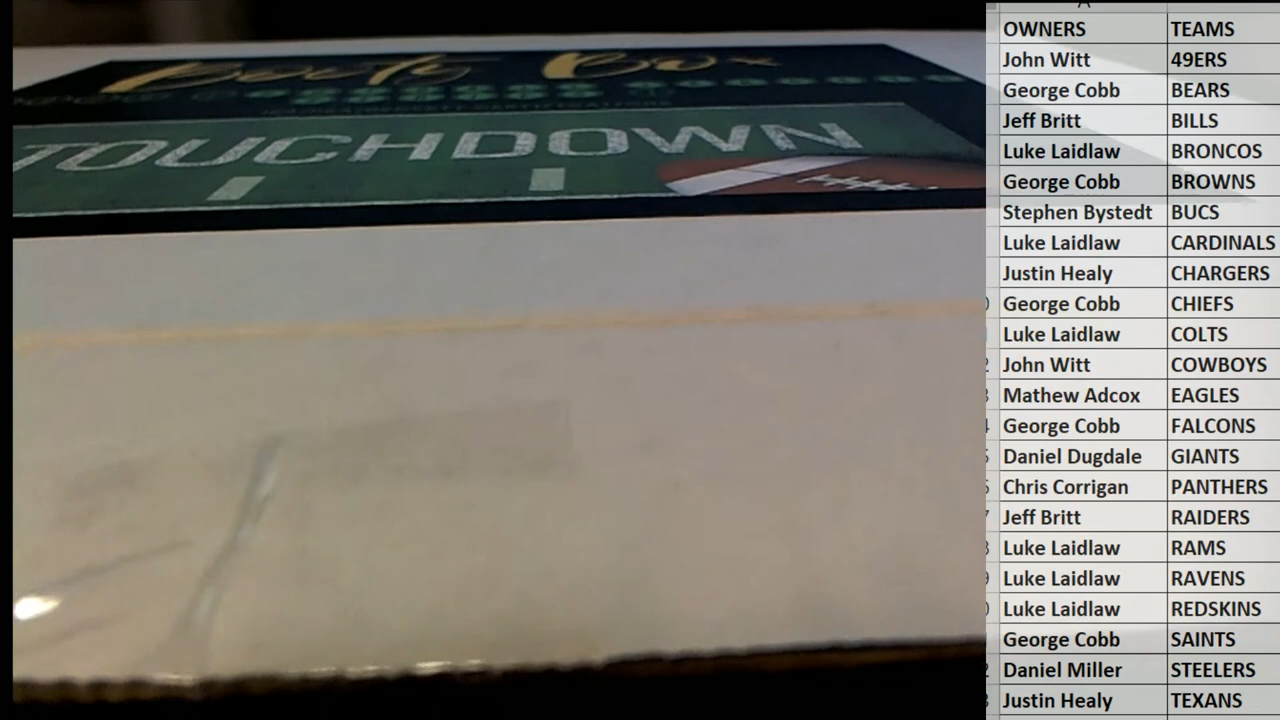 Box
TOUCHDOWN
A
OWNERS TEAMS
John Witt 49ERS
George Cobb BEARS
Jeff Britt BILLS
Luke Laidlaw BRONCOS
George Cobb BROWNS
Stephen Bystedt BUCS
Luke Laidlaw CARDINALS
Justin Healy CHARGERS
George Cobb CHIEFS
Luke Laidlaw COLTS
John Witt COWBOYS
Mathew Adcox EAGLES
George Cobb FALCONS
Daniel Dugdale GIANTS
Chris Corrigan PANTHERS
Jeff Britt RAIDERS
Luke Laidlaw RAMS
Luke Laidlaw RAVENS
Luke Laidlaw REDSKINS
George Cobb SAINTS
Daniel Miller STEELERS
Justin Healy TEXANS